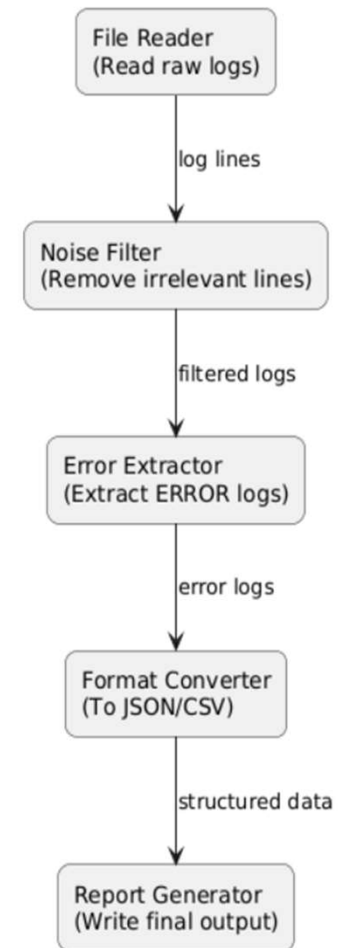 File Reader
(Read raw logs)
log lines
Noise Filter
(Remove irrelevant lines)
filtered logs
Error Extractor
(Extract ERROR logs)
error logs
Format Converter
(To JSON/CSV)
structured data
Report Generator
(Write final output)